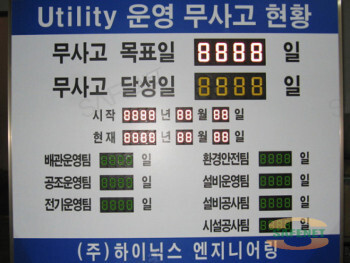 Utility 운영 무사고 현황
무사고 목표일 8888 일
무사고 달성일 8888 일
시작 8888 년 88 월 88 일
현재 8888 년 88 월 88 일
배관운영팀 8888 일 환경안전팀 8888 일
공조운영팀 8888 일 설비운영팀 8888 일
전기운영팀 8888 일 설비공사팀 8888 일
시설공사팀 8888 일
(주)하이닉스 엔지니어링